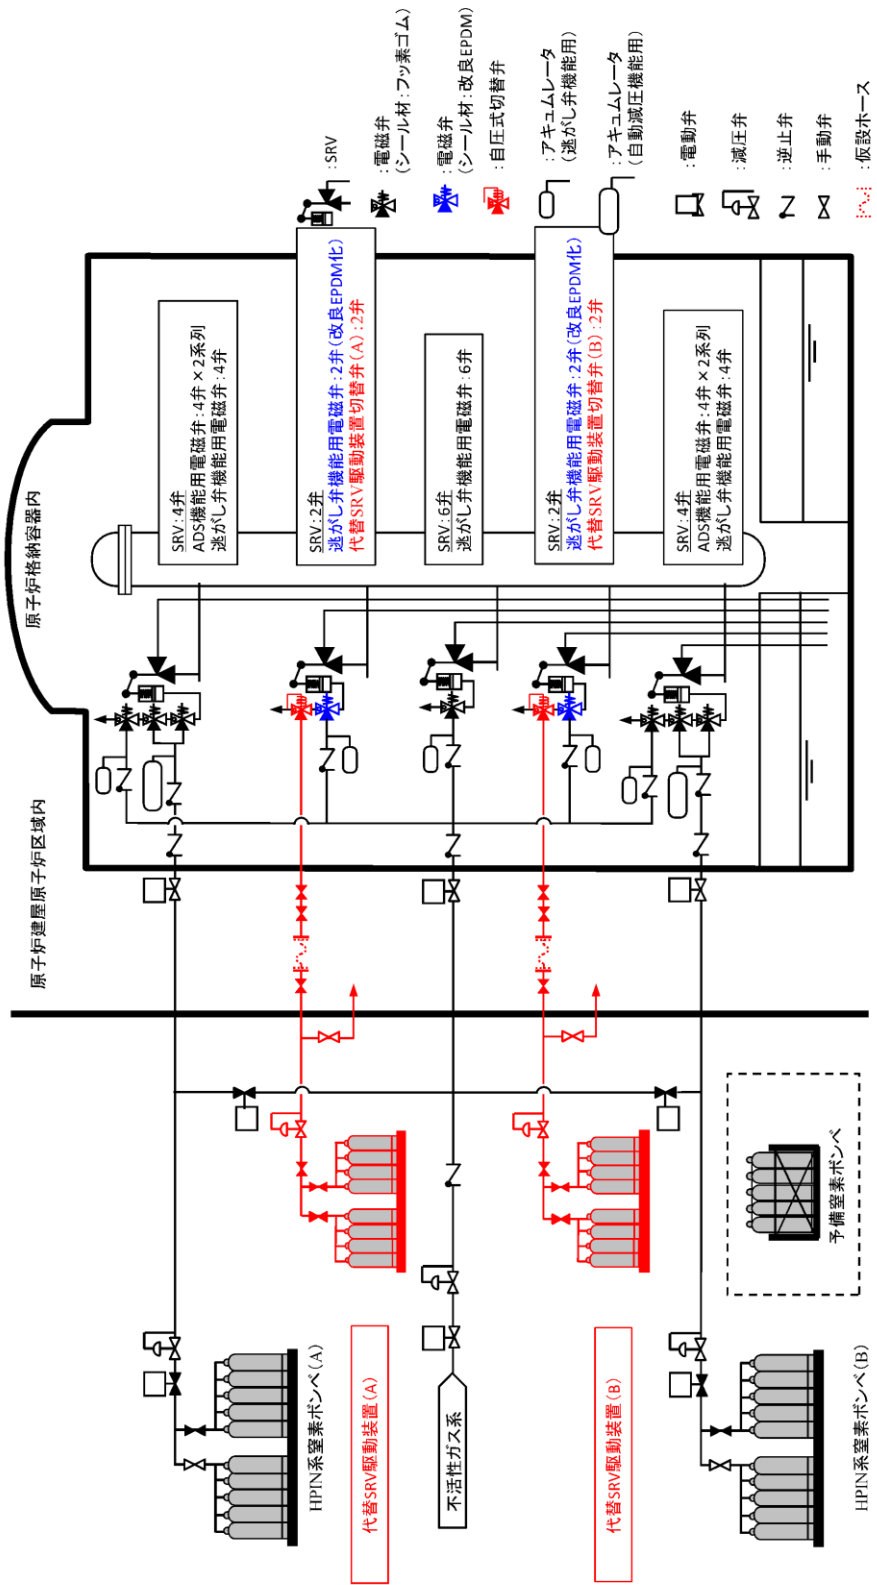 原子炉建屋原子炉区域内
原子炉格納容器内
SRV：4弁
ADS機能用電磁弁：4弁×2系列
逃がし弁機能用電磁弁：4弁
SRV：2弁
逃がし弁機能用電磁弁：2弁（改良EPDM化）
代替SRV駆動装置切替弁（A）：2弁
SRV：6弁
逃がし弁機能用電磁弁：6弁
SRV：2弁
逃がし弁機能用電磁弁：2弁（改良EPDM化）
代替SRV駆動装置切替弁（B）：2弁
SRV：4弁
ADS機能用電磁弁：4弁×2系列
逃がし弁機能用電磁弁：4弁
HPIN系窒素ボンベ（A）
代替SRV駆動装置（A）
不活性ガス系
代替SRV駆動装置（B）
予備窒素ボンベ
HPIN系窒素ボンベ（B）
：SRV
：電磁弁
（シール材：フッ素ゴム）
：電磁弁
（シール材：改良EPDM）
：自圧式切替弁
：アキュムレータ
（逃がし弁機能用）
：アキュムレータ
（自動減圧機能用）
：電動弁
：減圧弁
：逆止弁
：手動弁
：仮設ホース